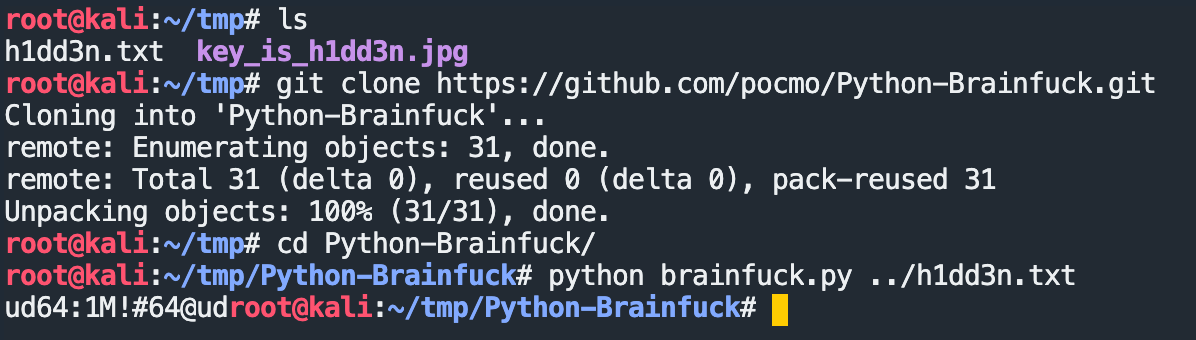 root@kali:~/tmp# ls
h1dd3n.txt  key_is_h1dd3n.jpg
root@kali:~/tmp# git clone https://github.com/pocmo/Python-Brainfuck.git
Cloning into 'Python-Brainfuck'...
remote: Enumerating objects: 31, done.
remote: Total 31 (delta 0), reused 0 (delta 0), pack-reused 31
Unpacking objects: 100% (31/31), done.
root@kali:~/tmp# cd Python-Brainfuck/
root@kali:~/tmp/Python-Brainfuck# python brainfuck.py ../h1dd3n.txt
ud64:1M!#64@udroot@kali:~/tmp/Python-Brainfuck#